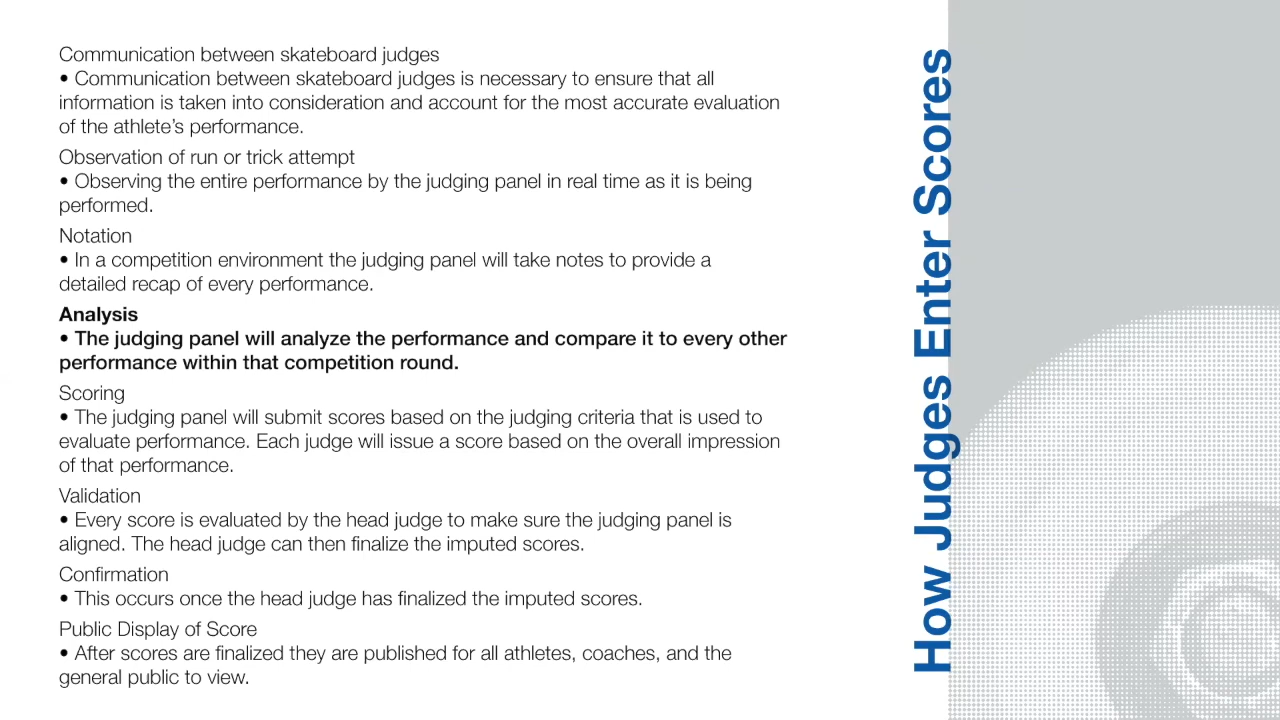 Communication between skateboard judges
• Communication between skateboard judges is necessary to ensure that all
information is taken into consideration and account for the most accurate evaluation
of the athlete's performance.
Observation of run or trick attempt
• Observing the entire performance by the judging panel in real time as it is being
performed.
Notation
• In a competition environment the judging panel will take notes to provide a
detailed recap of every performance.
Analysis
• The judging panel will analyze the performance and compare it to every other
performance within that competition round.
Scoring
• The judging panel will submit scores based on the judging criteria that is used to
evaluate performance. Each judge will issue a score based on the overall impression
of that performance.
Validation
• Every score is evaluated by the head judge to make sure the judging panel is
aligned. The head judge can then finalize the imputed scores.
Confirmation
• This occurs once the head judge has finalized the imputed scores.
Public Display of Score
• After scores are finalized they are published for all athletes, coaches, and the
general public to view.
How Judges Enter Scores